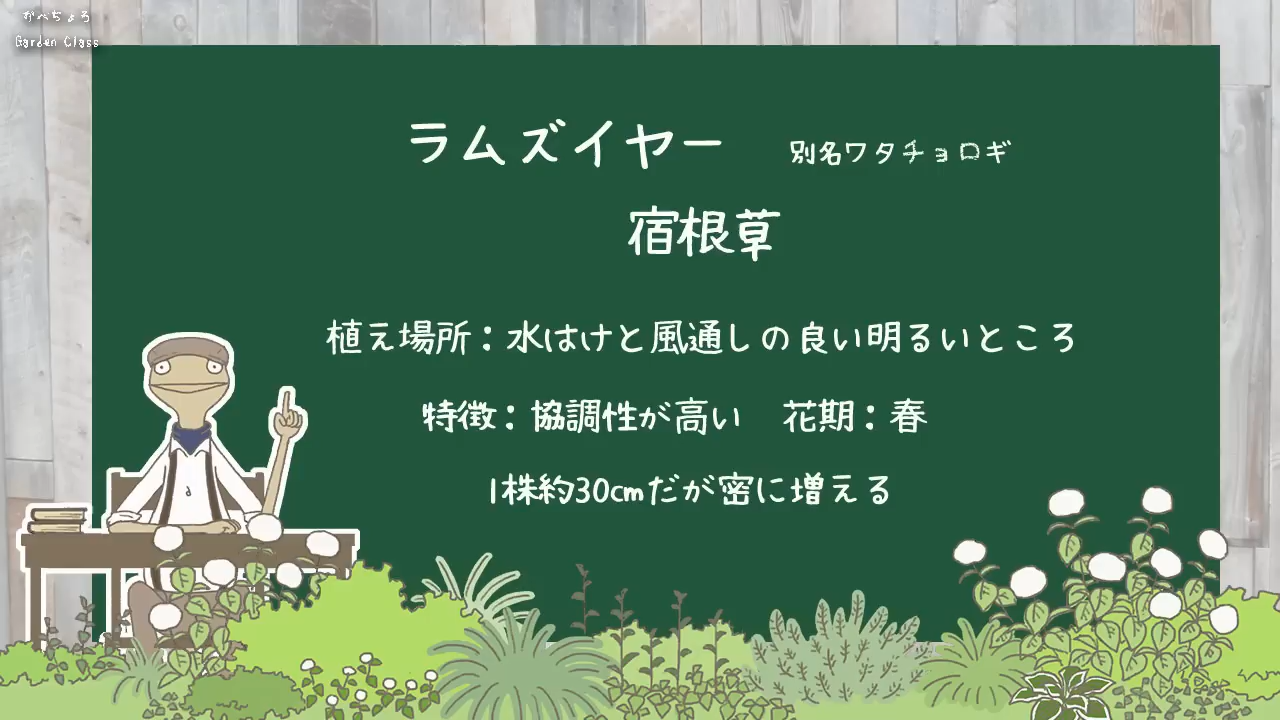 かべちょろ
Garden Class
ラムズイヤー　別名ワタチョロギ
宿根草
植え場所：水はけと風通しの良い明るいところ
特徴：協調性が高い　花期：春
1株約30cmだが密に増える